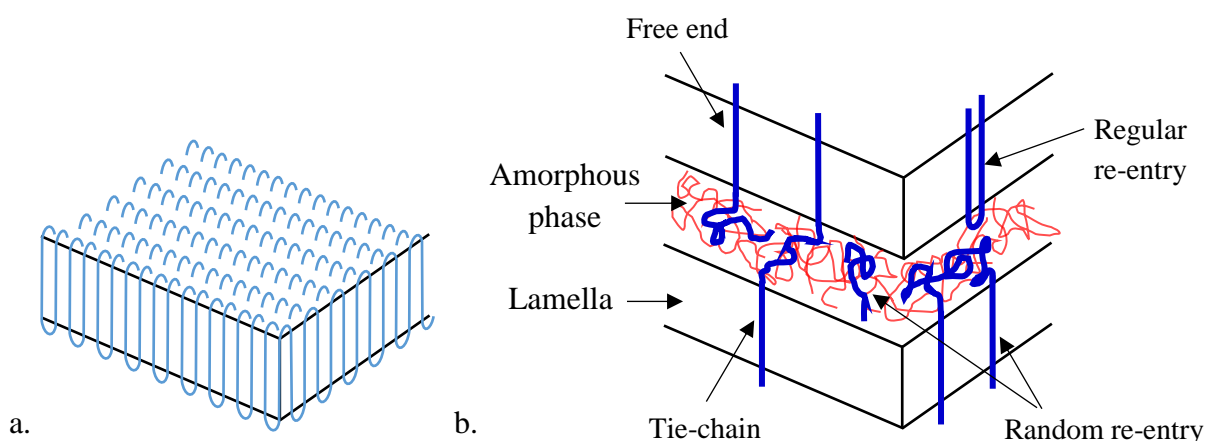 Free end
Regular
re-entry
Amorphous
phase
Lamella
a.
b.
Tie-chain
Random re-entry